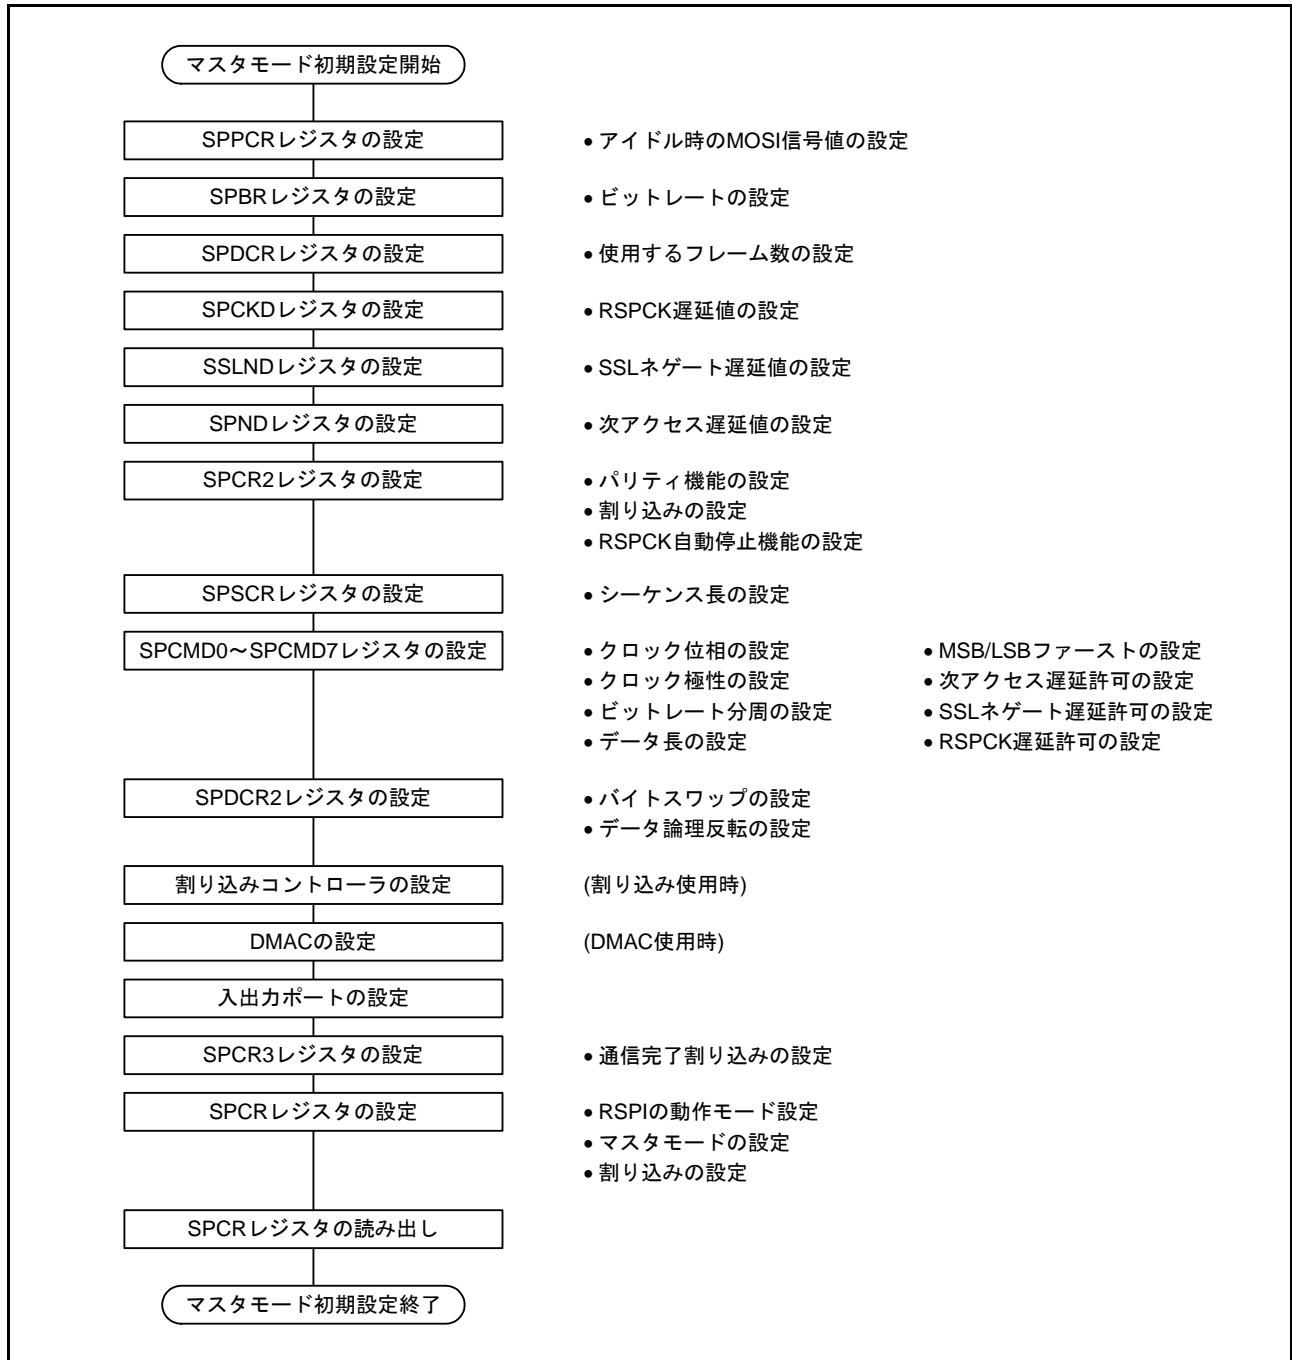 マスタモード初期設定開始
SPPCRレジスタの設定
● アイドル時のMOSI信号値の設定
SPBRレジスタの設定
● ビットレートの設定
SPDCRレジスタの設定
● 使用するフレーム数の設定
SPCKDレジスタの設定
● RSPCK遅延値の設定
SSLNDレジスタの設定
● SSLネゲート遅延値の設定
SPNDレジスタの設定
● 次アクセス遅延値の設定
SPCR2レジスタの設定
● パリティ機能の設定
● 割り込みの設定
● RSPCK自動停止機能の設定
SPSCRレジスタの設定
● シーケンス長の設定
SPCMD0～SPCMD7レジスタの設定
● クロック位相の設定
● クロック極性の設定
● ビットレート分周の設定
● データ長の設定
● MSB/LSBファーストの設定
● 次アクセス遅延許可の設定
● SSLネゲート遅延許可の設定
● RSPCK遅延許可の設定
SPDCR2レジスタの設定
● バイトスワップの設定
● データ論理反転の設定
割り込みコントローラの設定
(割り込み使用時)
DMACの設定
(DMAC使用時)
入出力ポートの設定
SPCR3レジスタの設定
● 通信完了割り込みの設定
SPCRレジスタの設定
● RSPIの動作モード設定
● マスタモードの設定
● 割り込みの設定
SPCRレジスタの読み出し
マスタモード初期設定終了